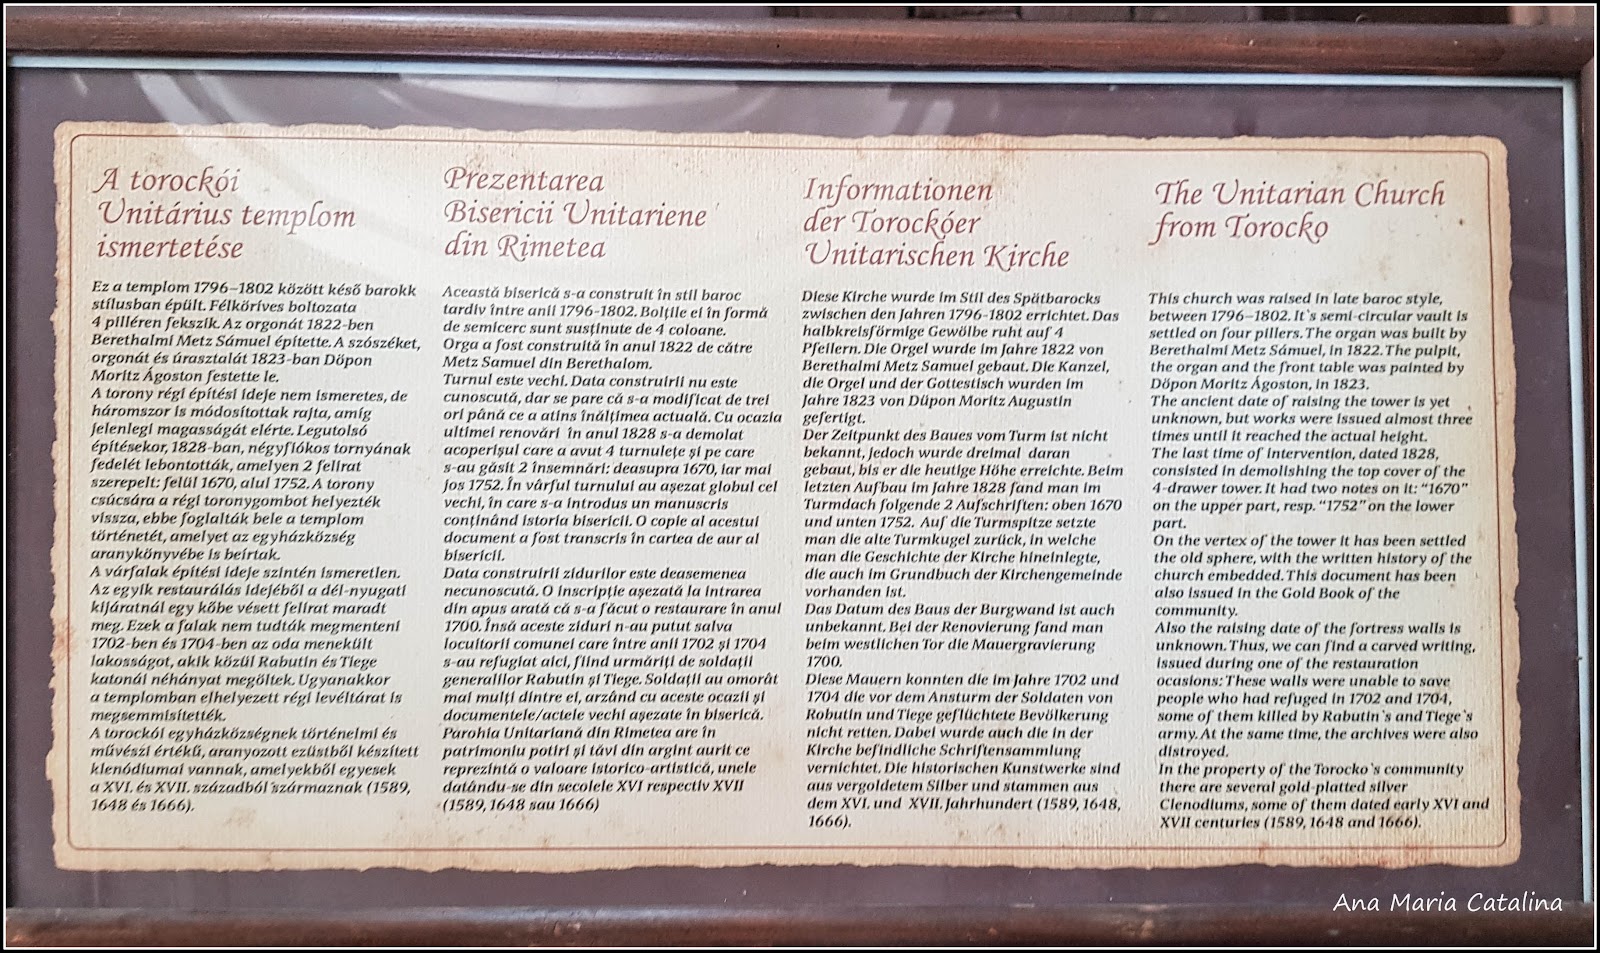 A torockói
Unitárius templom
ismertetése
Ez a templom 1796–1802 között késő barokk
stílusban épült. Félköríves boltozata
4 pilléren fekszik. Az orgonát 1822-ben
Berethalmi Metz Sámuel építette. A szószéket,
orgonát és úrasztalát 1823-ban Döpon
Moritz Ágoston festette le.
A torony régi építési ideje nem ismeretes, de
háromszor is módosítottak rajta, amíg
jelenlegi magasságát elérte. Legutolsó
építésekor, 1828-ban, négyfiókos tornyának
fedelét lebontották, amelyen 2 felirat
szerepelt: felül 1670, alul 1752. A torony
csúcsára a régi toronygombot helyezték
vissza, ebbe foglalták bele a templom
történetét, amelyet az egyházközség
aranykönyvébe is beírtak.
A várfalak építési ideje szintén ismeretlen.
Az egyik restaurálás idejéből a dél-nyugati
kijáratnál egy kőbe vésett felirat maradt
meg. Ezek a falak nem tudták megmenteni
1702-ben és 1704-ben az oda menekült
lakosságot, akik közül Rabutin és Tiege
katonái néhányat megöltek. Ugyanakkor
a templomban elhelyezett régi levéltárat is
megsemmisítették.
A torockói egyházközségnek történelmi és
művészi értékű, aranyozott ezüstből készített
klenódiumai vannak, amelyekből egyesek
a XVI. és XVII. századból származnak (1589,
1648 és 1666).
Prezentarea
Bisericii Unitariene
din Rimetea
Această biserică s-a construit în stil baroc
tardiv între anii 1796-1802. Bolțile ei în formă
de semicerc sunt susținute de 4 coloane.
Orga a fost construită în anul 1822 de către
Metz Samuel din Berethalom.
Turnul este vechi. Data construirii nu este
cunoscută, dar se pare că s-a modificat de trei
ori până ce a atins înălțimea actuală. Cu ocazia
ultimei renovări în anul 1828 s-a demolat
acoperișul care a avut 4 turnulețe și pe care
s-au găsit 2 însemnări: deasupra 1670, iar mai
jos 1752. În vârful turnului au așezat globul cel
vechi, în care s-a introdus un manuscris
conținând istoria bisericii. O copie al acestui
document a fost transcris în cartea de aur al
bisericii.
Data construirii zidurilor este deasemenea
necunoscută. O inscripție așezată la intrarea
din apus arată că s-a făcut o restaurare în anul
1700. Însă aceste ziduri n-au putut salva
locuitorii comunei care între anii 1702 și 1704
s-au refugiat aici, fiind urmăriți de soldații
generalilor Rabutin și Tiege. Soldații au omorât
mai mulți dintre ei, arzând cu aceste ocazii și
documentele/actele vechi așezate în biserică.
Parohia Unitariană din Rimetea are în
patrimoniu potiri și tăvi din argint aurit ce
reprezintă o valoare istorico-artistică, unele
datându-se din secolele XVI respectiv XVII
(1589, 1648 sau 1666)
Informationen
der Torockóer
Unitarischen Kirche
Diese Kirche wurde im Stil des Spätbarocks
zwischen den Jahren 1796-1802 errichtet. Das
halbkreisförmige Gewölbe ruht auf 4
Pfeilern. Die Orgel wurde im Jahre 1822 von
Berethalmi Metz Samuel gebaut. Die Kanzel,
die Orgel und der Gottestisch wurden im
Jahre 1823 von Düpon Moritz Augustin
gefertigt.
Der Zeitpunkt des Baues vom Turm ist nicht
bekannt, jedoch wurde dreimal daran
gebaut, bis er die heutige Höhe erreichte. Beim
letzten Aufbau im Jahre 1828 fand man im
Turmdach folgende 2 Aufschriften: oben 1670
und unten 1752. Auf die Turmspitze setzte
man die alte Turmkugel zurück, in welche
man die Geschichte der Kirche hineinlegte,
die auch im Grundbuch der Kirchengemeinde
vorhanden ist.
Das Datum des Baus der Burgwand ist auch
unbekannt. Bei der Renovierung fand man
beim westlichen Tor die Mauergravierung
1700.
Diese Mauern konnten die im Jahre 1702 und
1704 die vor dem Ansturm der Soldaten von
Robutin und Tiege geflüchtete Bevölkerung
nicht retten. Dabei wurde auch die in der
Kirche befindliche Schriftensammlung
vernichtet. Die historischen Kunstwerke sind
aus vergoldetem Silber und stammen aus
dem XVI. und XVII. Jahrhundert (1589, 1648,
1666).
The Unitarian Church
from Torocko
This church was raised in late baroc style,
between 1796–1802. It`s semi-circular vault is
settled on four pillers. The organ was built by
Berethalmi Metz Sámuel, in 1822. The pulpit,
the organ and the front table was painted by
Döpon Moritz Ágoston, in 1823.
The ancient date of raising the tower is yet
unknown, but works were issued almost three
times until it reached the actual height.
The last time of intervention, dated 1828,
consisted in demolishing the top cover of the
4-drawer tower. It had two notes on it: “1670”
on the upper part, resp. “1752” on the lower
part.
On the vertex of the tower it has been settled
the old sphere, with the written history of the
church embedded. This document has been
also issued in the Gold Book of the
community.
Also the raising date of the fortress walls is
unknown. Thus, we can find a carved writing,
issued during one of the restauration
ocasions: These walls were unable to save
people who had refuged in 1702 and 1704,
some of them killed by Rabutin`s and Tiege`s
army. At the same time, the archives were also
distroyed.
In the property of the Torocko`s community
there are several gold-platted silver
Clenodiums, some of them dated early XVI and
XVII centuries (1589, 1648 and 1666).
Ana Maria Catalina